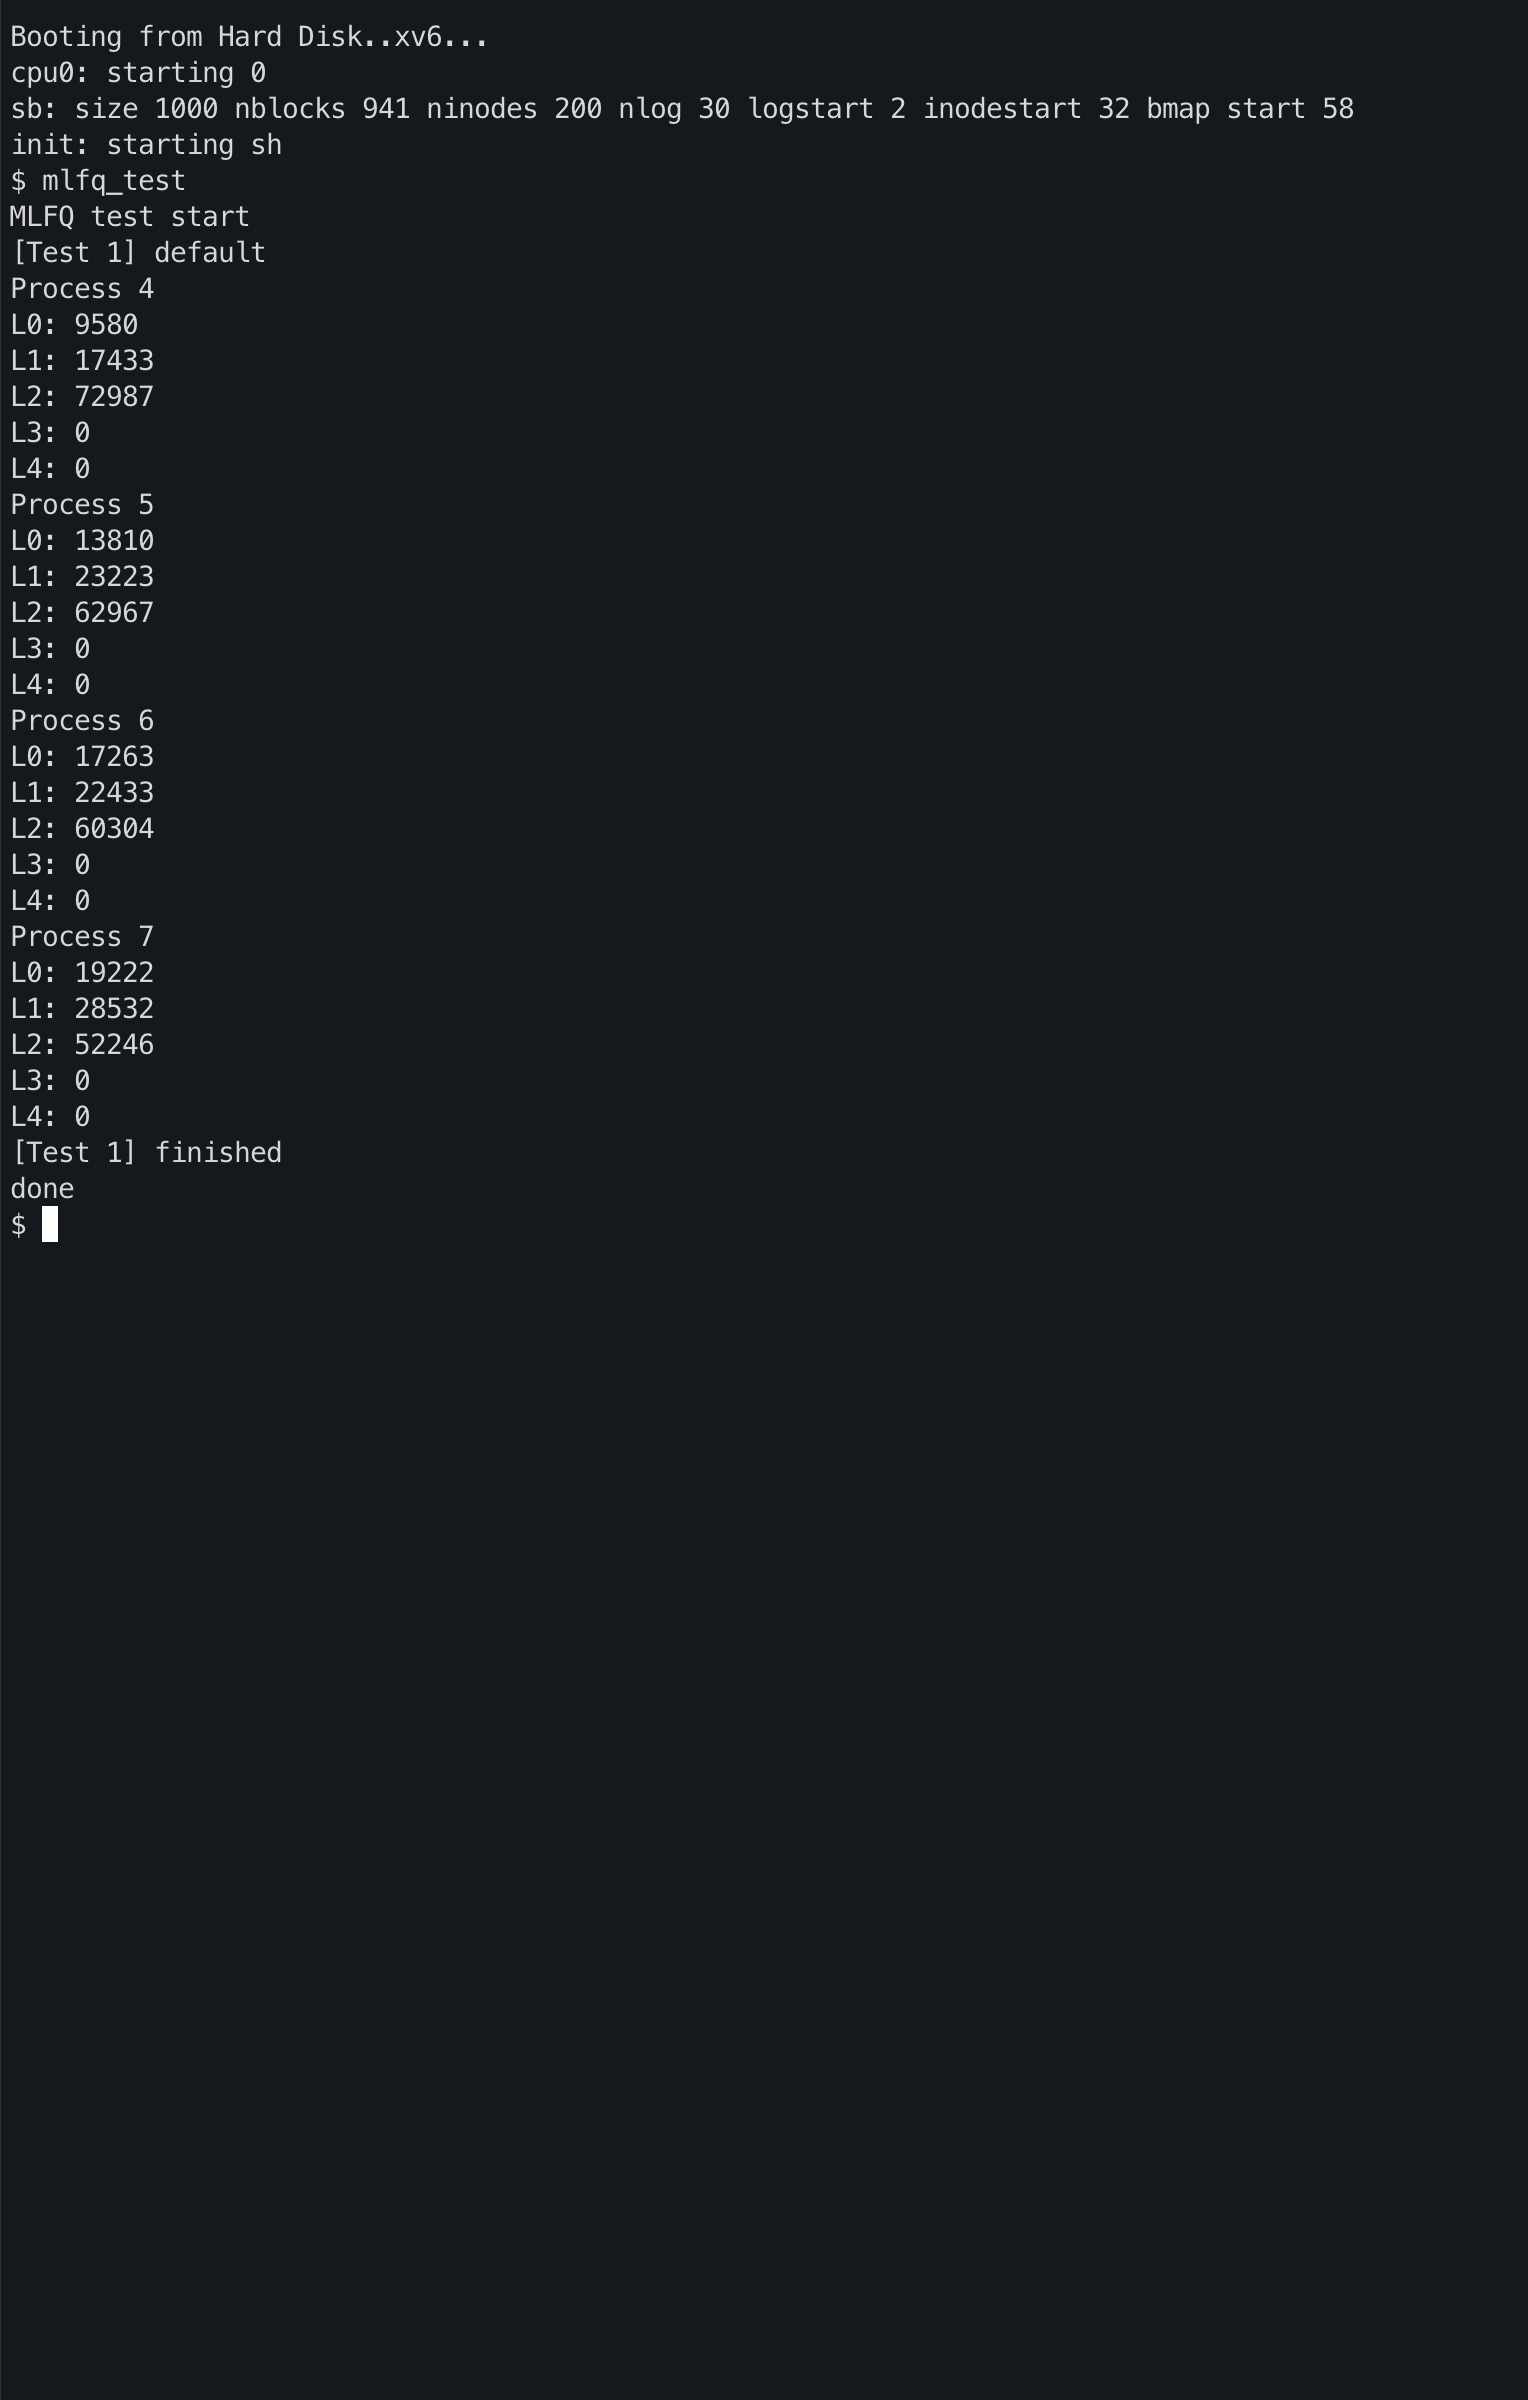 Booting from Hard Disk..xv6...
cpu0: starting 0
sb: size 1000 nblocks 941 ninodes 200 nlog 30 logstart 2 inodestart 32 bmap start 58
init: starting sh
$ mlfq_test
MLFQ test start
[Test 1] default
Process 4
L0: 9580
L1: 17433
L2: 72987
L3: 0
L4: 0
Process 5
L0: 13810
L1: 23223
L2: 62967
L3: 0
L4: 0
Process 6
L0: 17263
L1: 22433
L2: 60304
L3: 0
L4: 0
Process 7
L0: 19222
L1: 28532
L2: 52246
L3: 0
L4: 0
[Test 1] finished
done
$